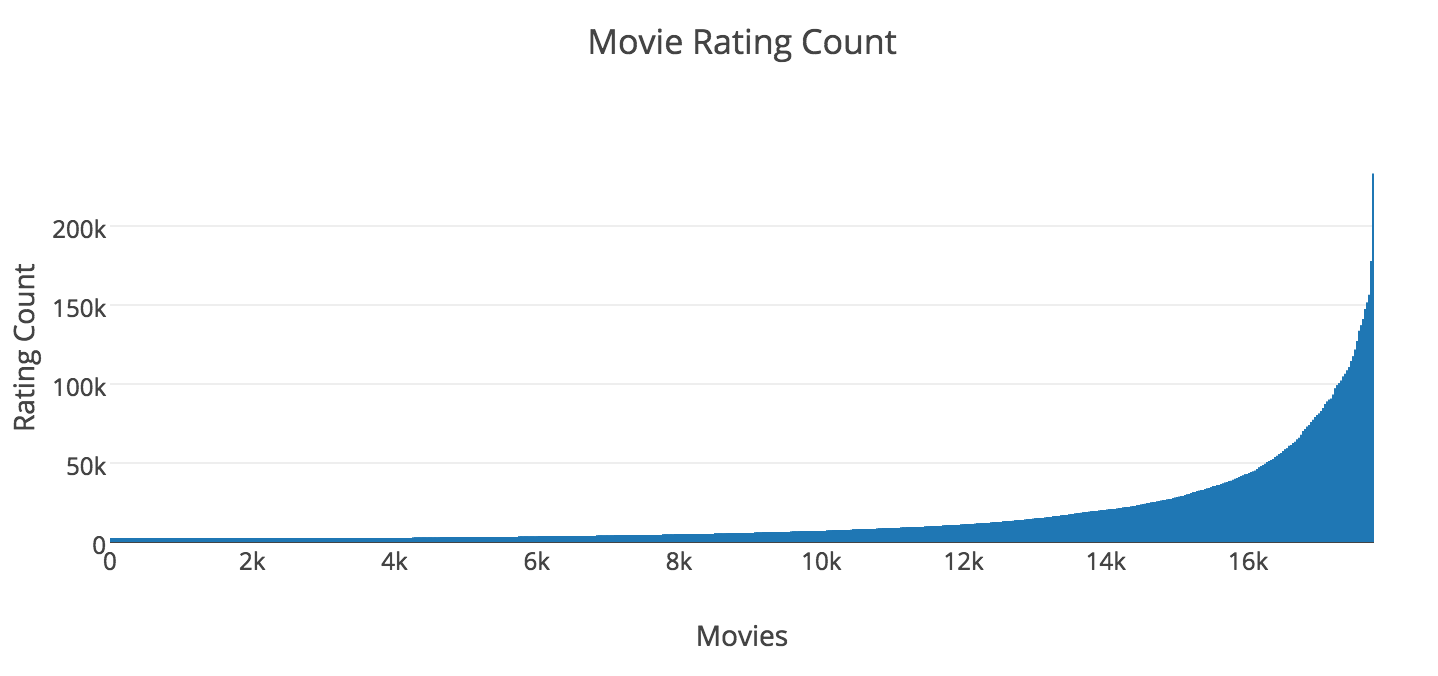 Movie Rating Count
Rating Count
200k
150k
100k
50k
0
0 2k 4k 6k 8k 10k 12k 14k 16k
Movies